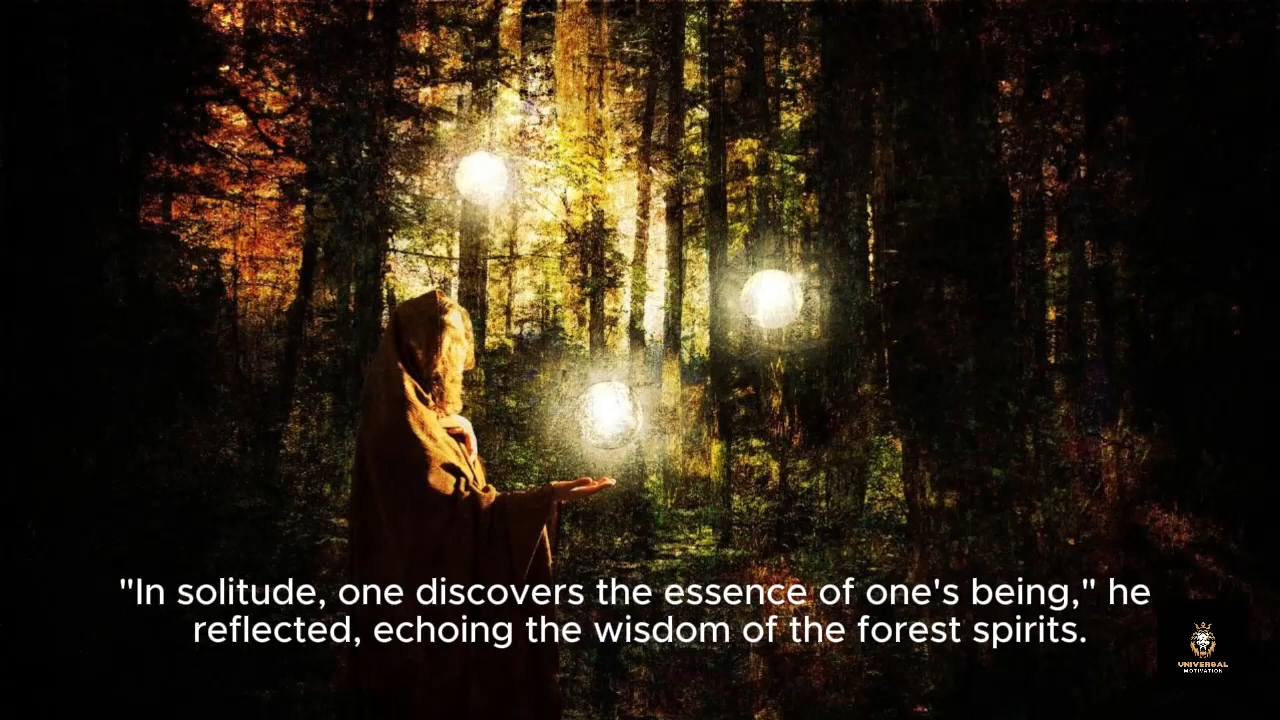 "In solitude, one discovers the essence of one's being," he
reflected, echoing the wisdom of the forest spirits.
UNIVERSAL
MOTIVATION